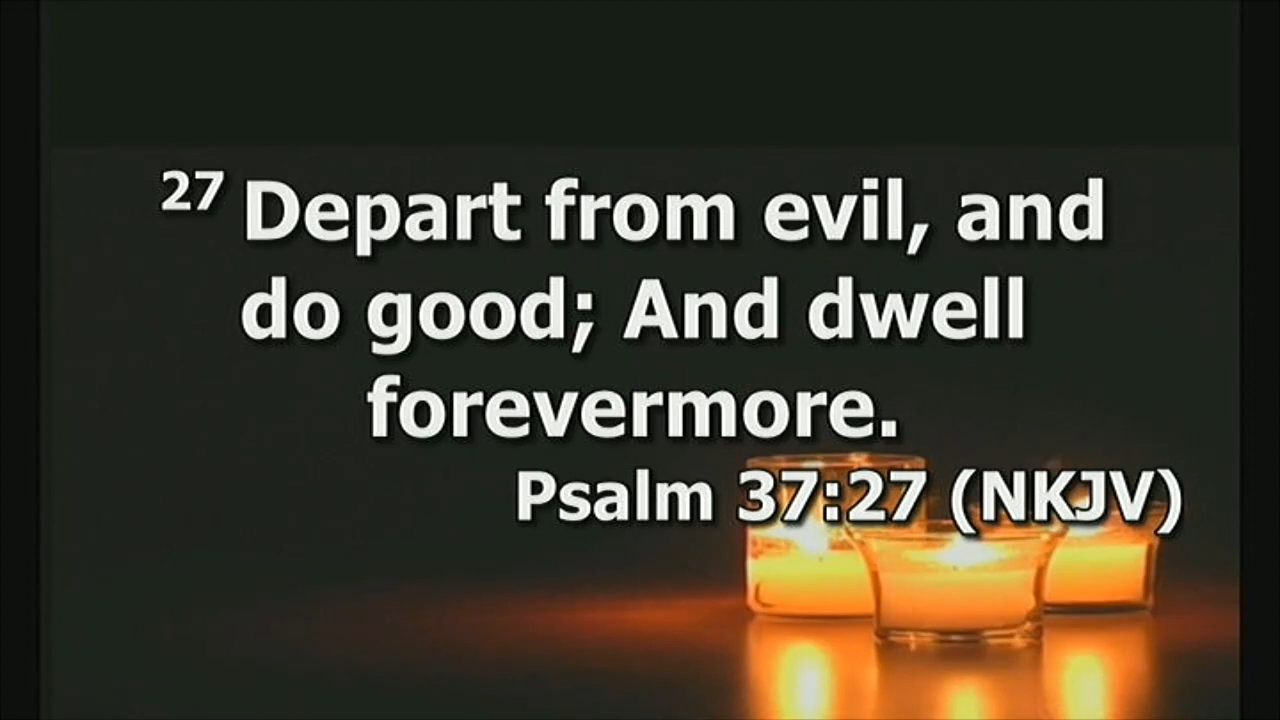 27 Depart from evil, and
do good; And dwell
forevermore.
Psalm 37:27 (NKJV)